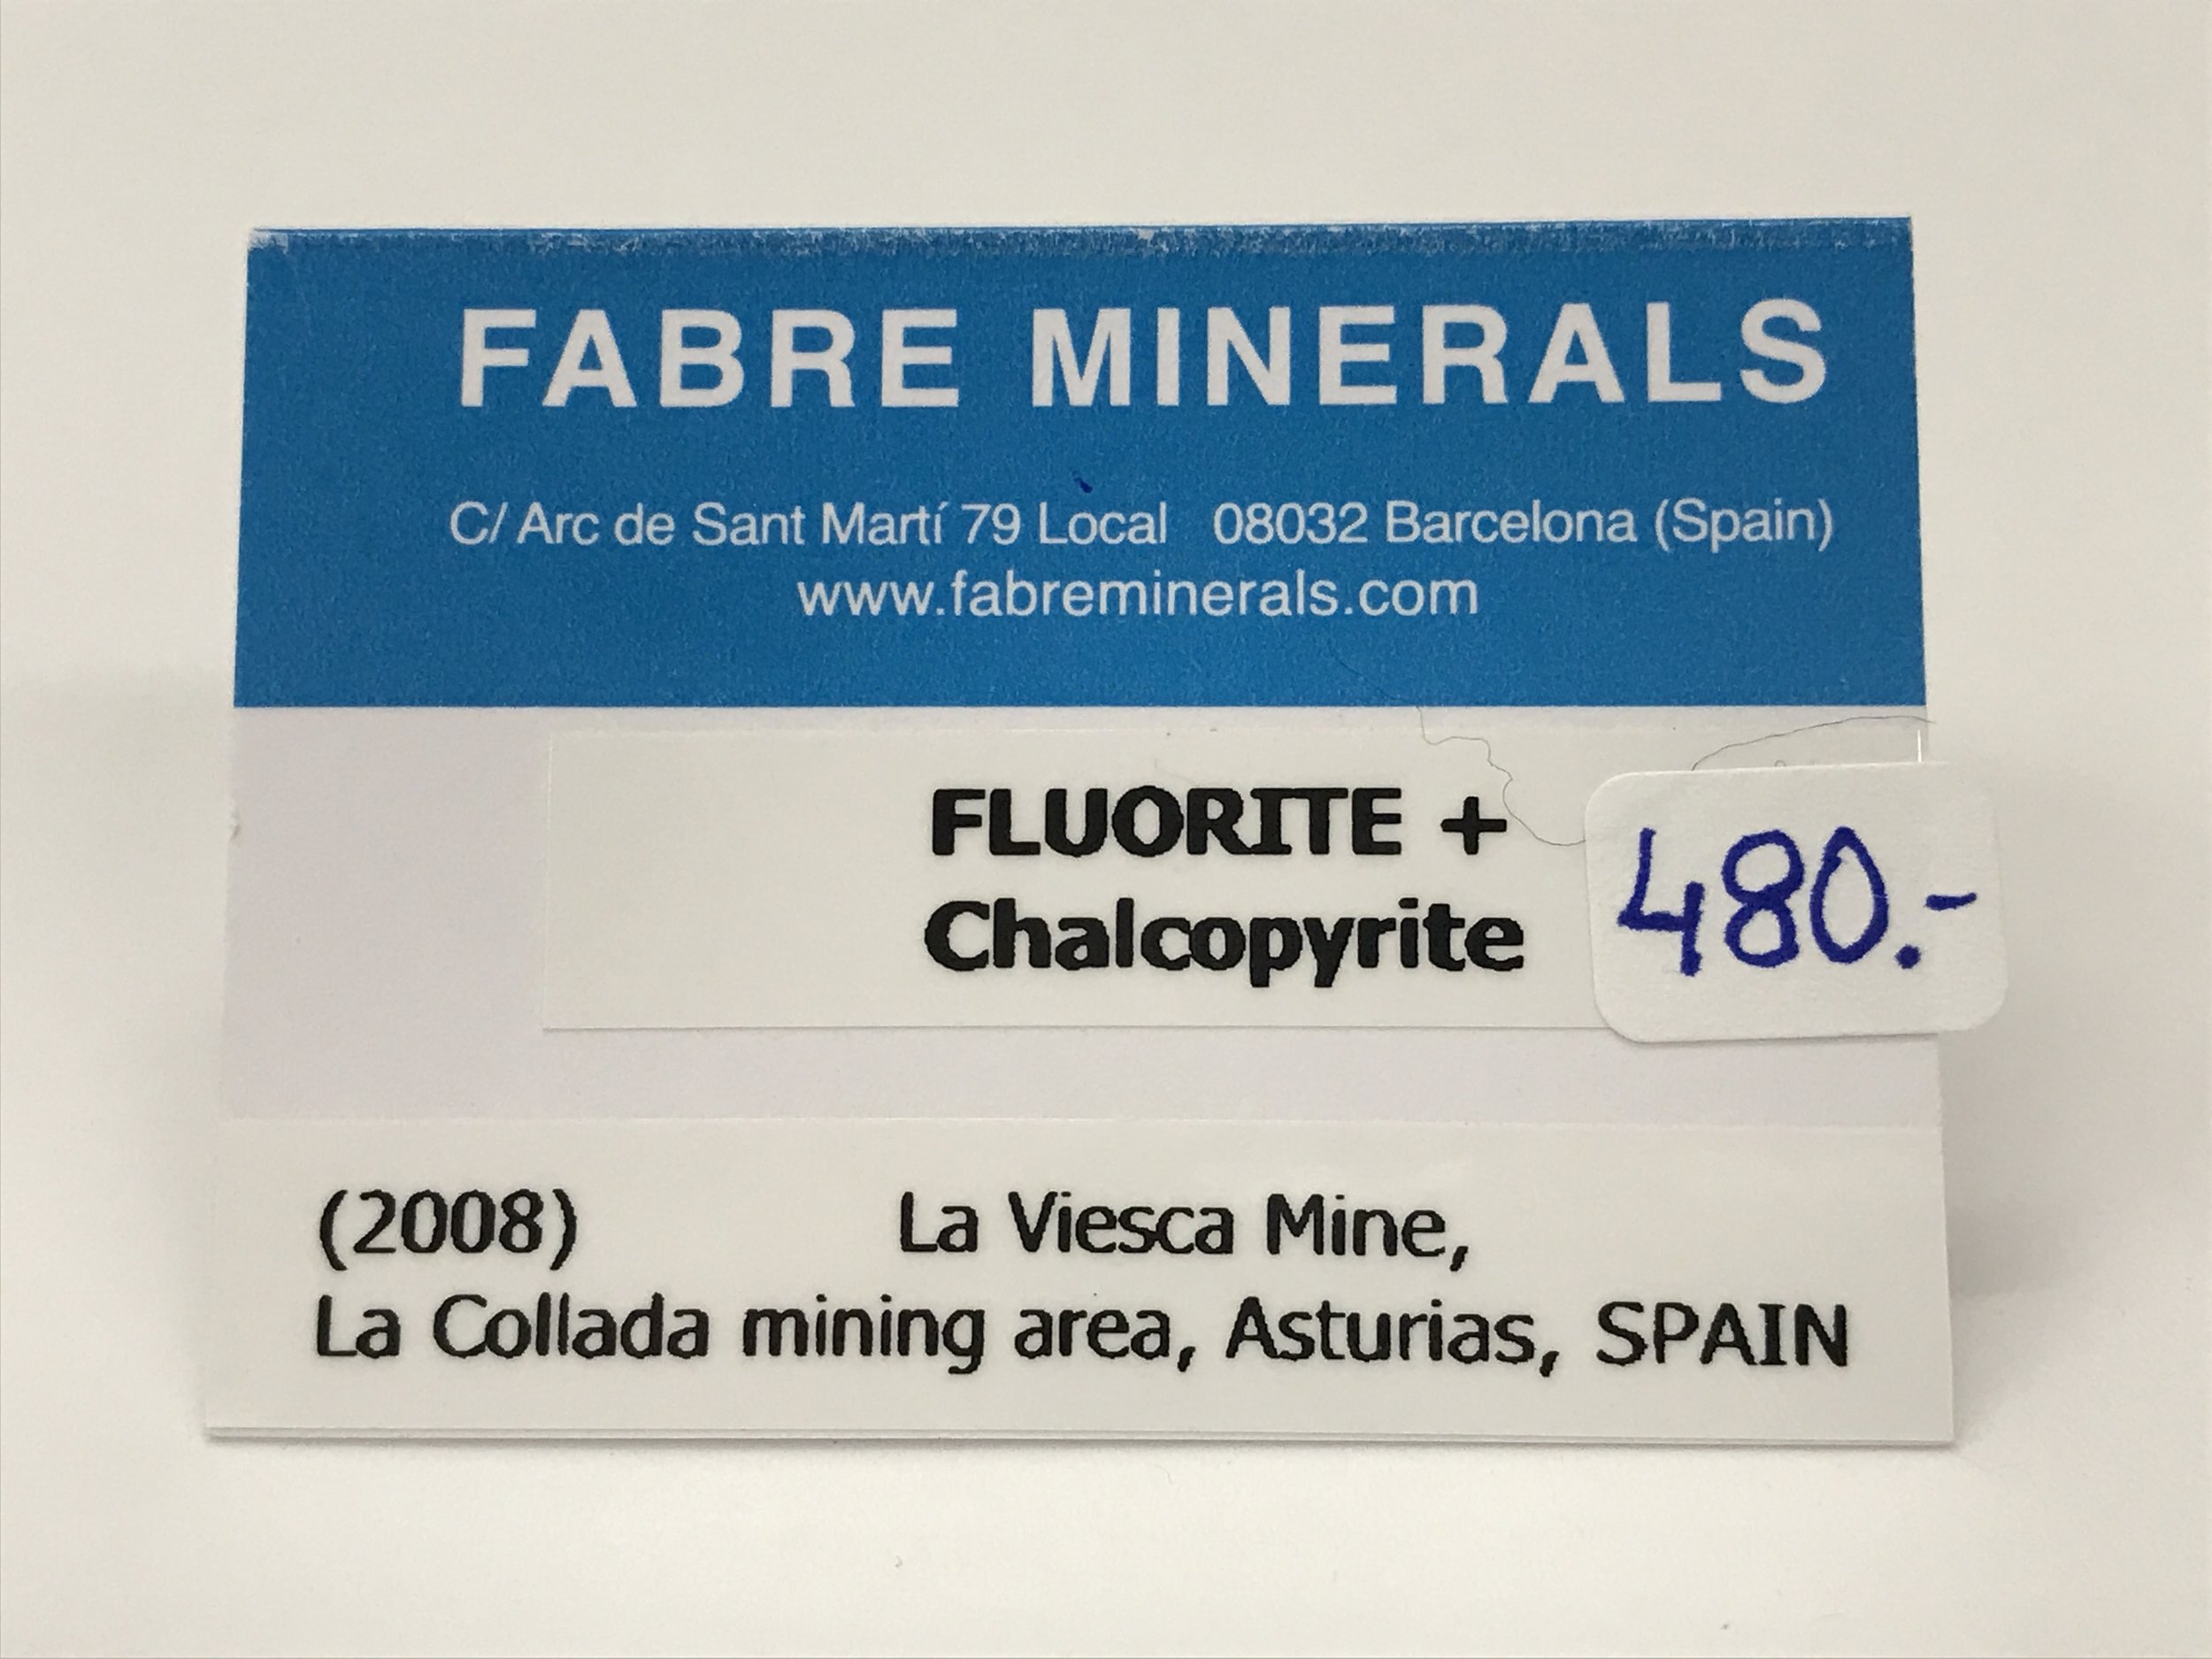 FABRE MINERALS
C/ Arc de Sant Martí 79 Local 08032 Barcelona (Spain)
www.fabreminerals.com
FLUORITE +
Chalcopyrite
480.-
(2008) La Viesca Mine,
La Collada mining area, Asturias, SPAIN